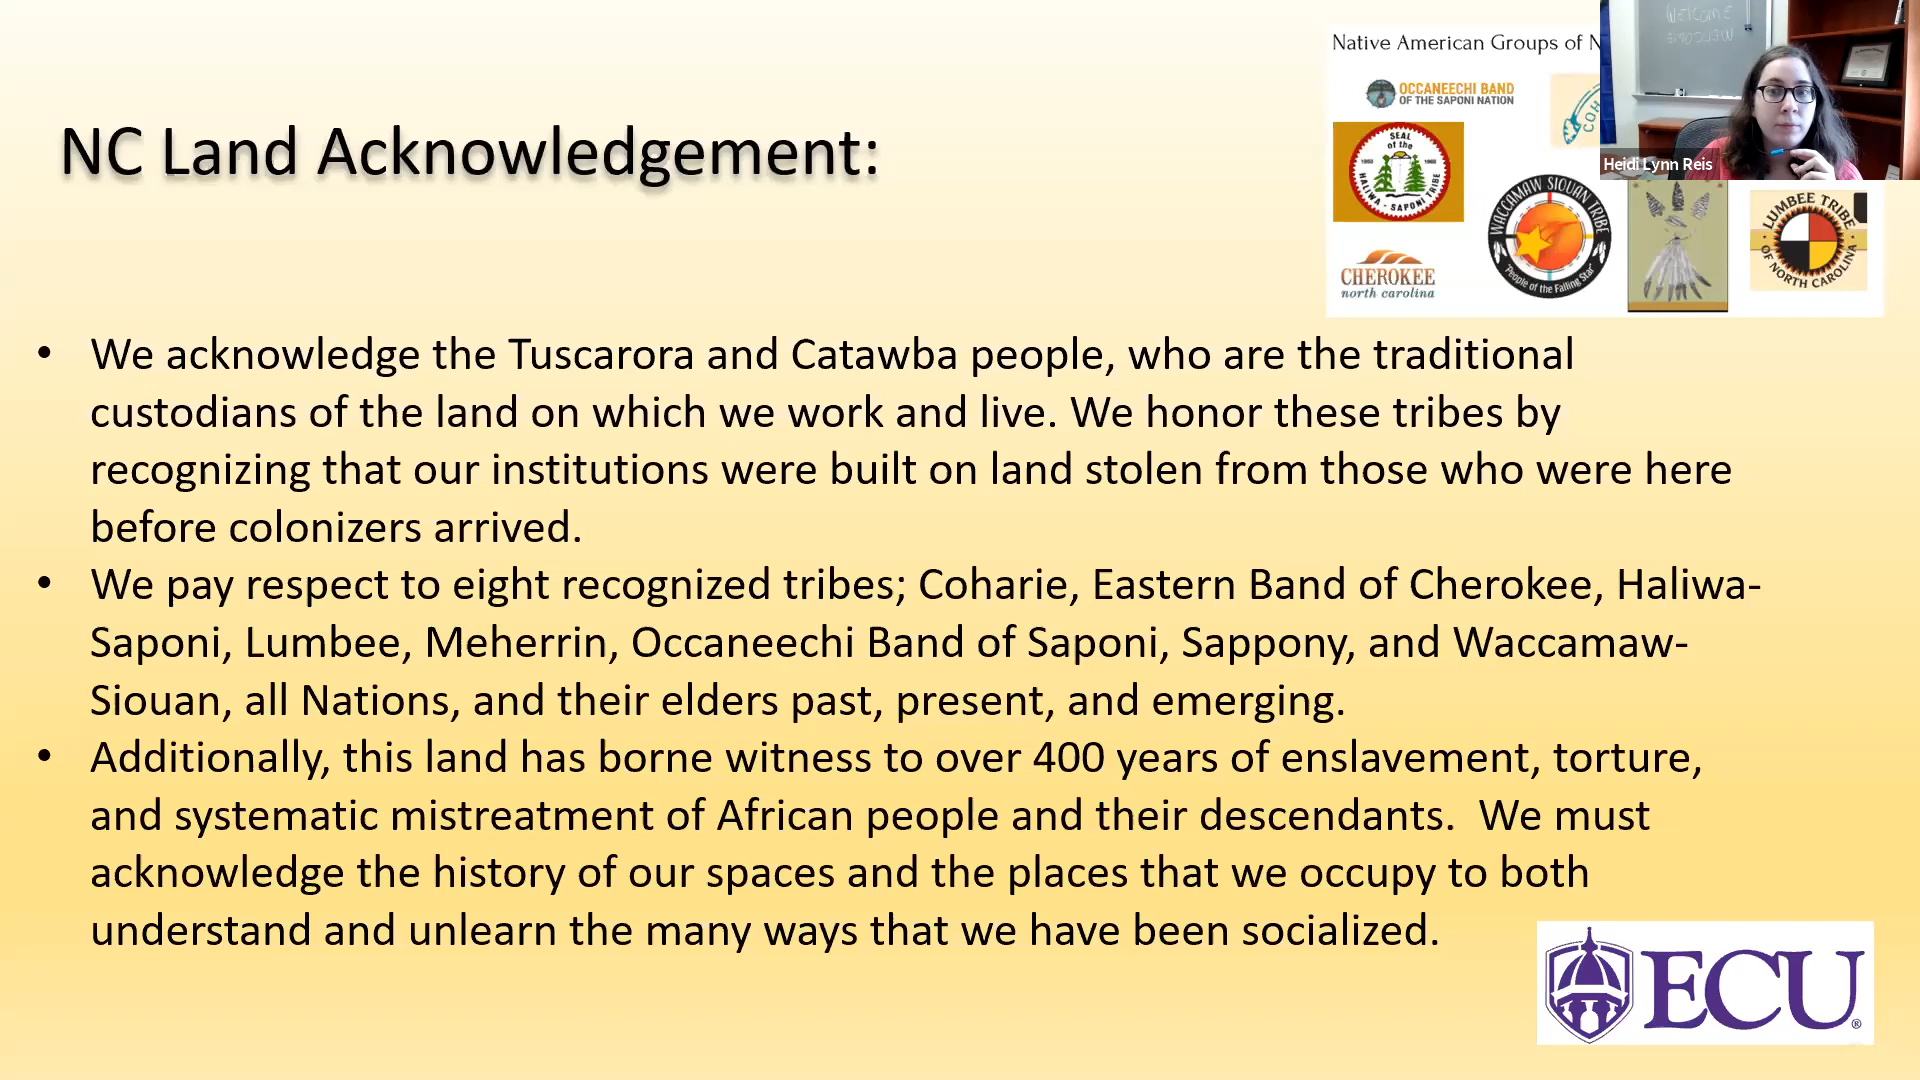 NC Land Acknowledgement:
Native American Groups of N
OCCANEECHI BAND
OF THE SAPONI NATION
COH
SEAL
of the
HALIWA - SAPONI TRIBE
WACCAMAW SIOUAN TRIBE
"People of the Falling Star"
CHEROKEE
north carolina
LUMBEE TRIBE
OF NORTH CAROLINA
WELCOME
Heidi Lynn Reis
• We acknowledge the Tuscarora and Catawba people, who are the traditional
custodians of the land on which we work and live. We honor these tribes by
recognizing that our institutions were built on land stolen from those who were here
before colonizers arrived.
• We pay respect to eight recognized tribes; Coharie, Eastern Band of Cherokee, Haliwa-
Saponi, Lumbee, Meherrin, Occaneechi Band of Saponi, Sappony, and Waccamaw-
Siouan, all Nations, and their elders past, present, and emerging.
• Additionally, this land has borne witness to over 400 years of enslavement, torture,
and systematic mistreatment of African people and their descendants.  We must
acknowledge the history of our spaces and the places that we occupy to both
understand and unlearn the many ways that we have been socialized.
ECU®